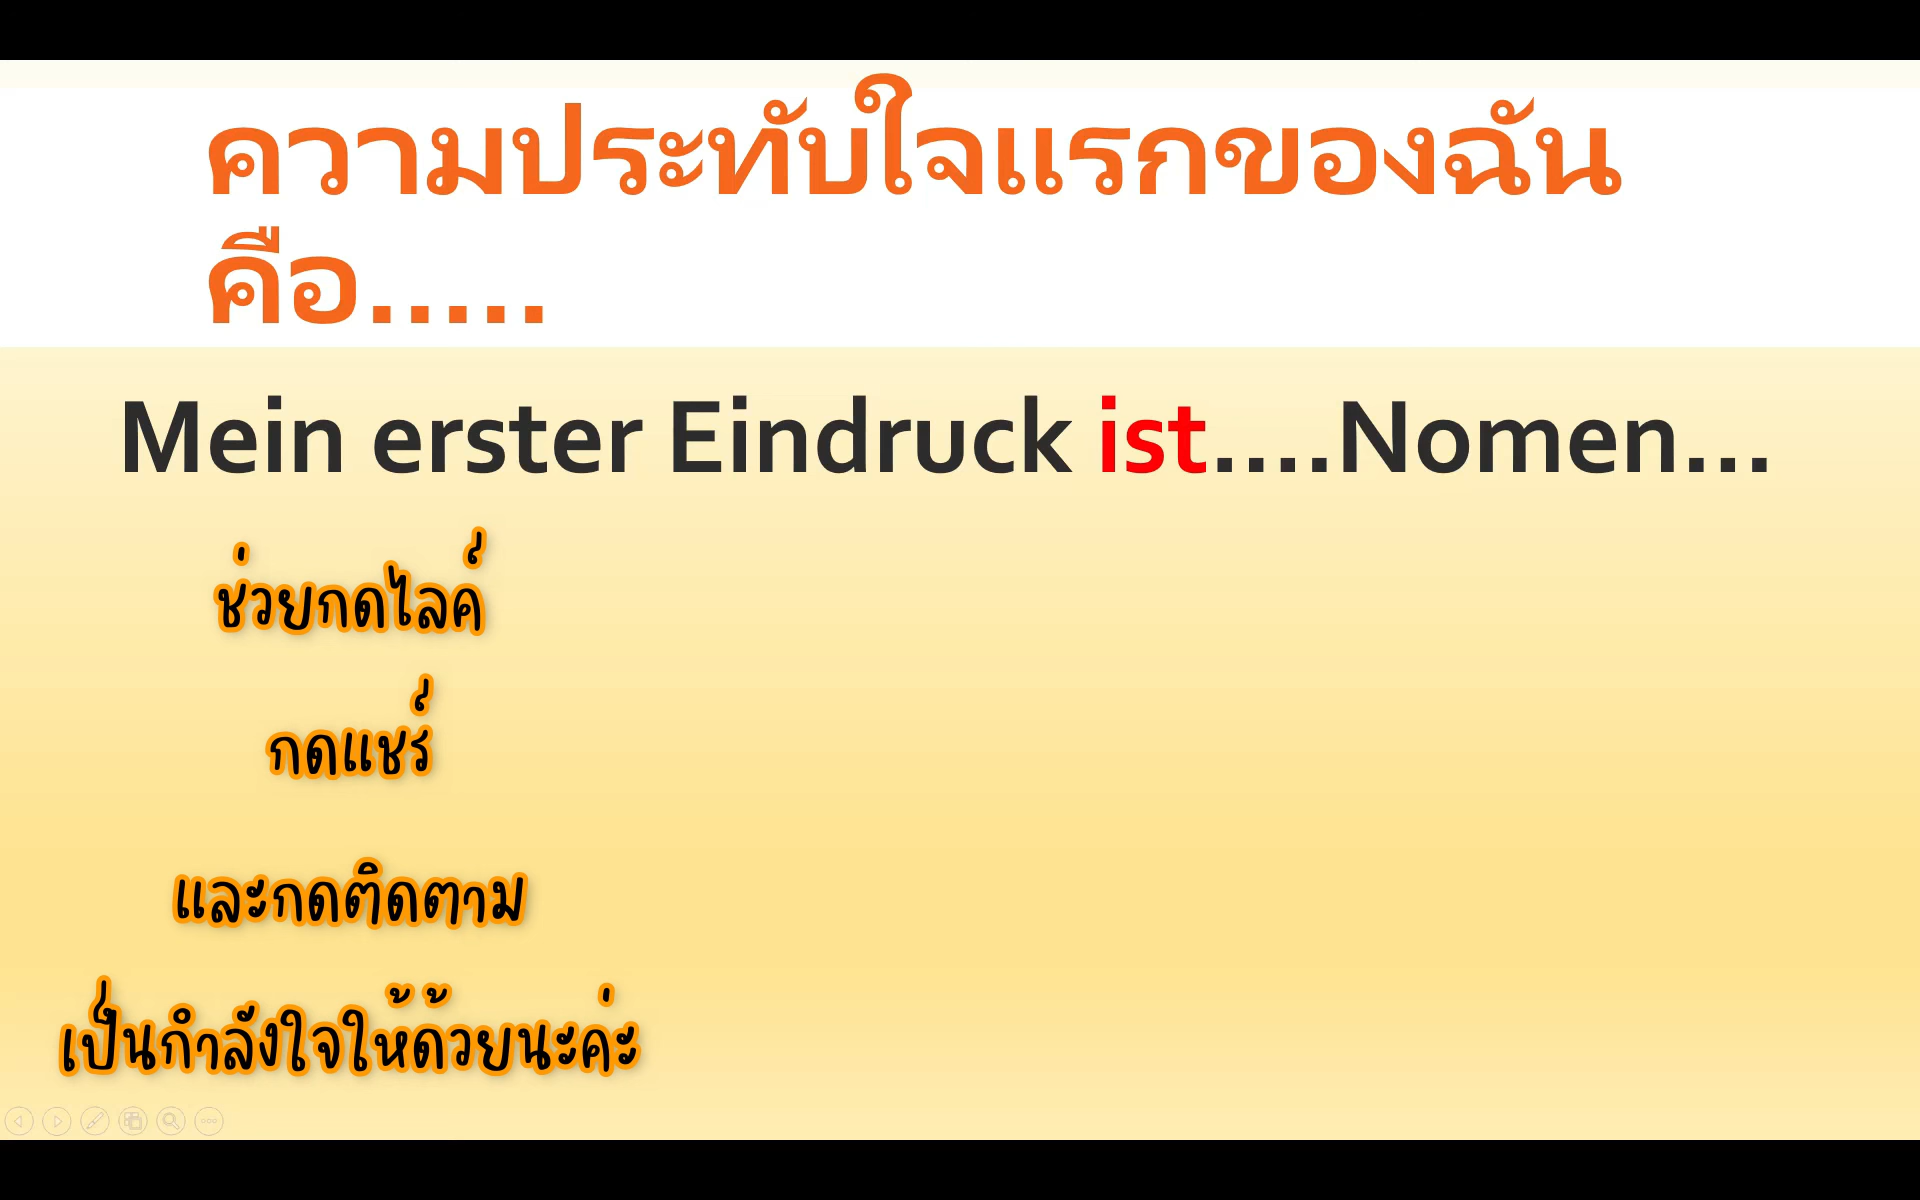 ความประทับใจแรกของฉัน
คือ.....
Mein erster Eindruck ist....Nomen...
ช่วยกดไลค์
กดแชร์
และกดติดตาม
เป็นกำลังใจให้ด้วยนะค่ะ